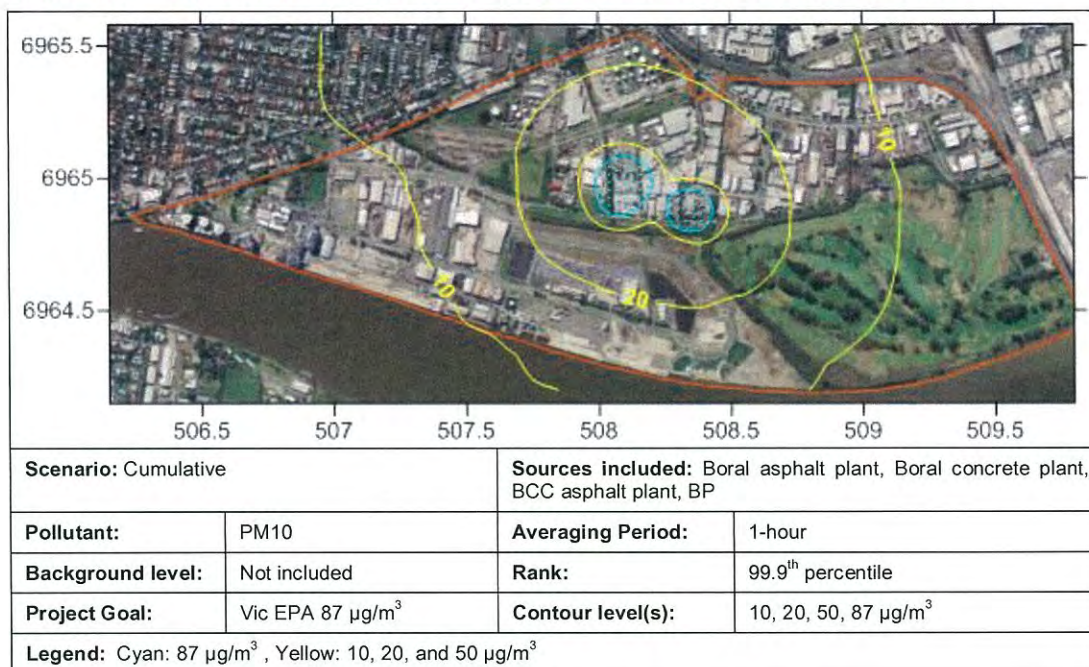 6965.5
6965
6964.5
10
10
20
506.5 507 507.5 508 508.5 509 509.5
Scenario: Cumulative
Sources included: Boral asphalt plant, Boral concrete plant,
BCC asphalt plant, BP
Pollutant: PM10 Averaging Period: 1-hour
Background level: Not included Rank: 99.9th percentile
Project Goal: Vic EPA 87 µg/m³ Contour level(s): 10, 20, 50, 87 µg/m³
Legend: Cyan: 87 µg/m³ , Yellow: 10, 20, and 50 µg/m³